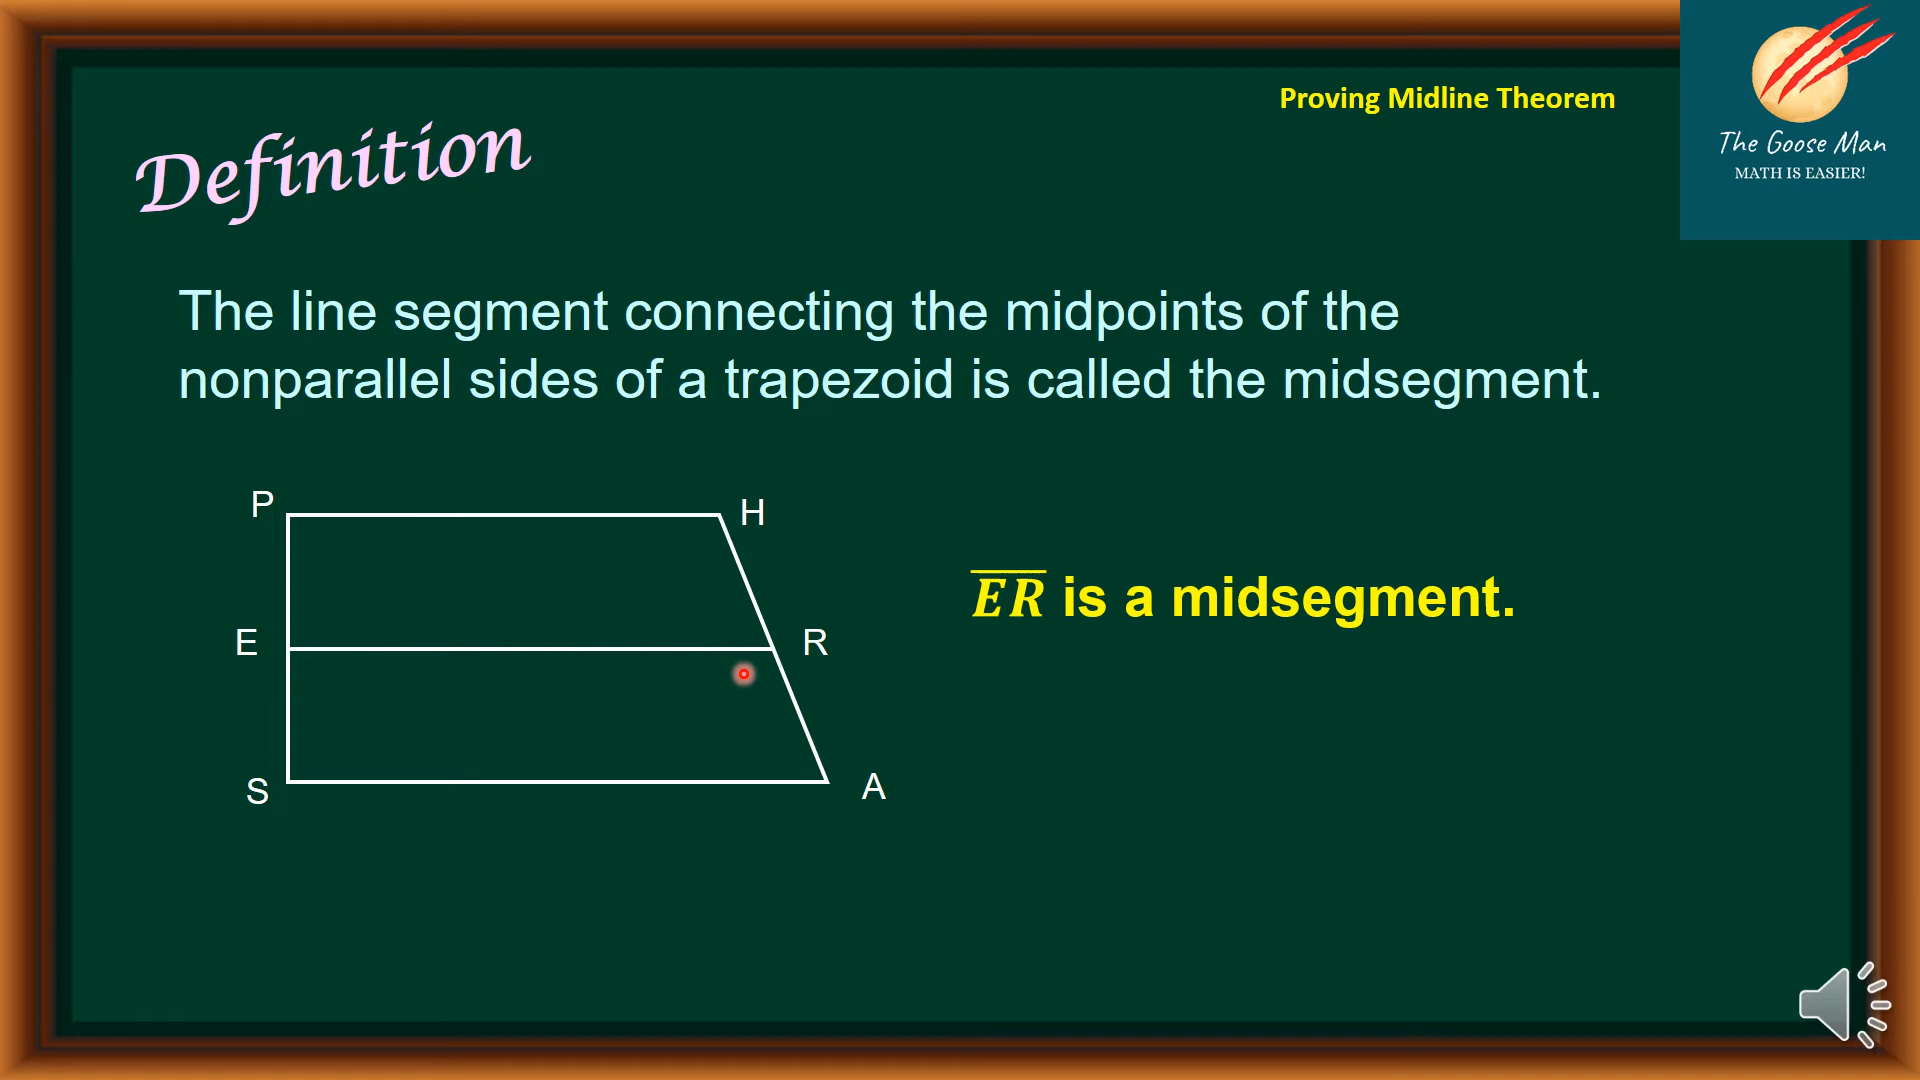 Proving Midline Theorem
The Goose Man
MATH IS EASIER!
Definition
The line segment connecting the midpoints of the
nonparallel sides of a trapezoid is called the midsegment.
P
H
E
R
S
A
E̅R̅ is a midsegment.